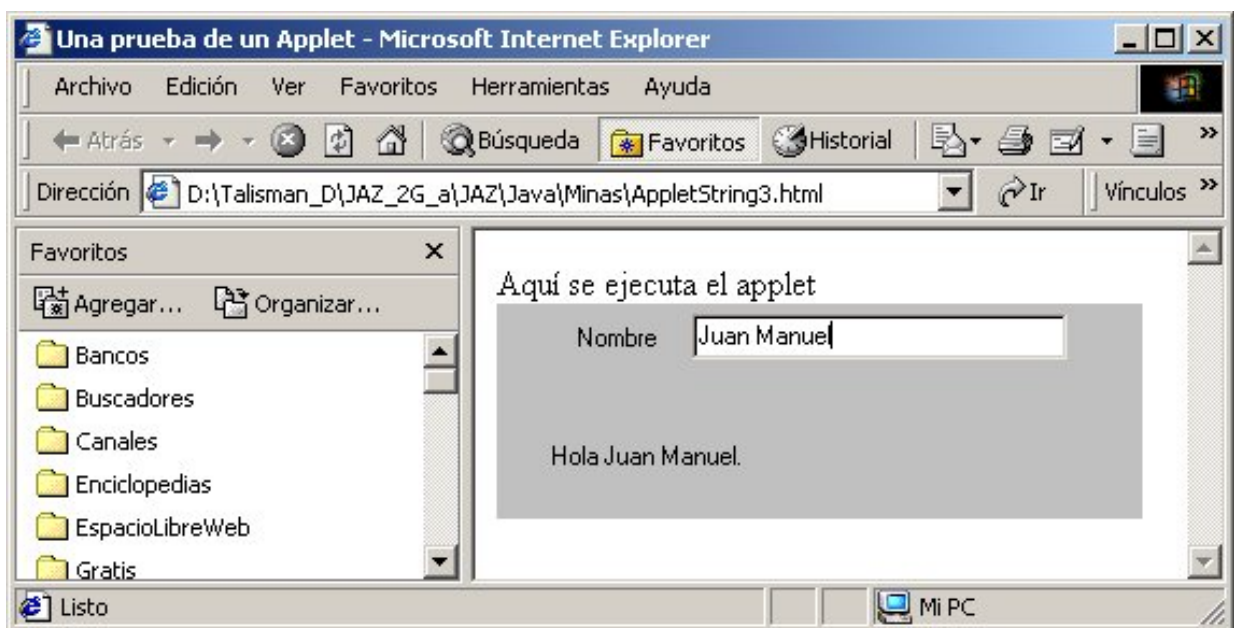 Una prueba de un Applet - Microsoft Internet Explorer
Archivo Edición Ver Favoritos Herramientas Ayuda
Atrás Búsqueda Favoritos Historial »
Dirección D:\Talisman_D\JAZ_2G_a\JAZ\Java\Minas\AppletString3.html Ir Vínculos »
Favoritos
Agregar... Organizar...
Bancos
Buscadores
Canales
Enciclopedias
EspacioLibreWeb
Gratis
Aquí se ejecuta el applet
Nombre Juan Manuel
Hola Juan Manuel.
Listo Mi PC